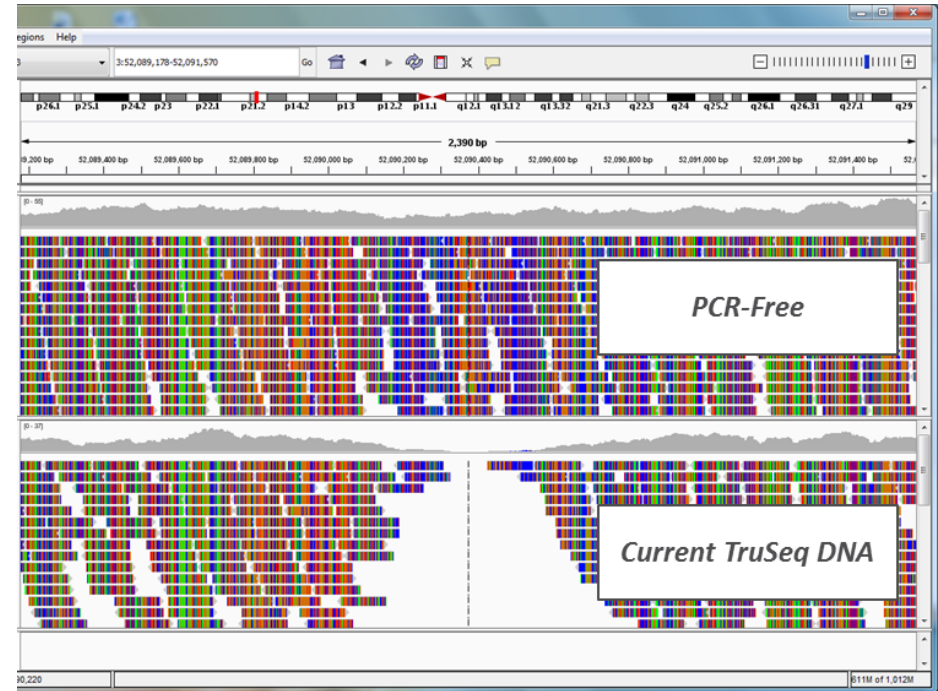 egions Help
3:52,089,178-52,091,570 Go
p26.1 p25.1 p24.2 p23 p22.1 p21.2 p14.2 p13 p12.2 p11.1 q12.1 q13.12 q13.32 q21.3 q22.3 q24 q25.2 q26.1 q26.31 q27.1 q29
2,390 bp
52,089,400 bp 52,089,600 bp 52,089,800 bp 52,090,000 bp 52,090,200 bp 52,090,400 bp 52,090,600 bp 52,090,800 bp 52,091,000 bp 52,091,200 bp 52,091,400 bp
PCR-Free
[0 - 37]
Current TruSeq DNA
90,220 611M of 1,012M